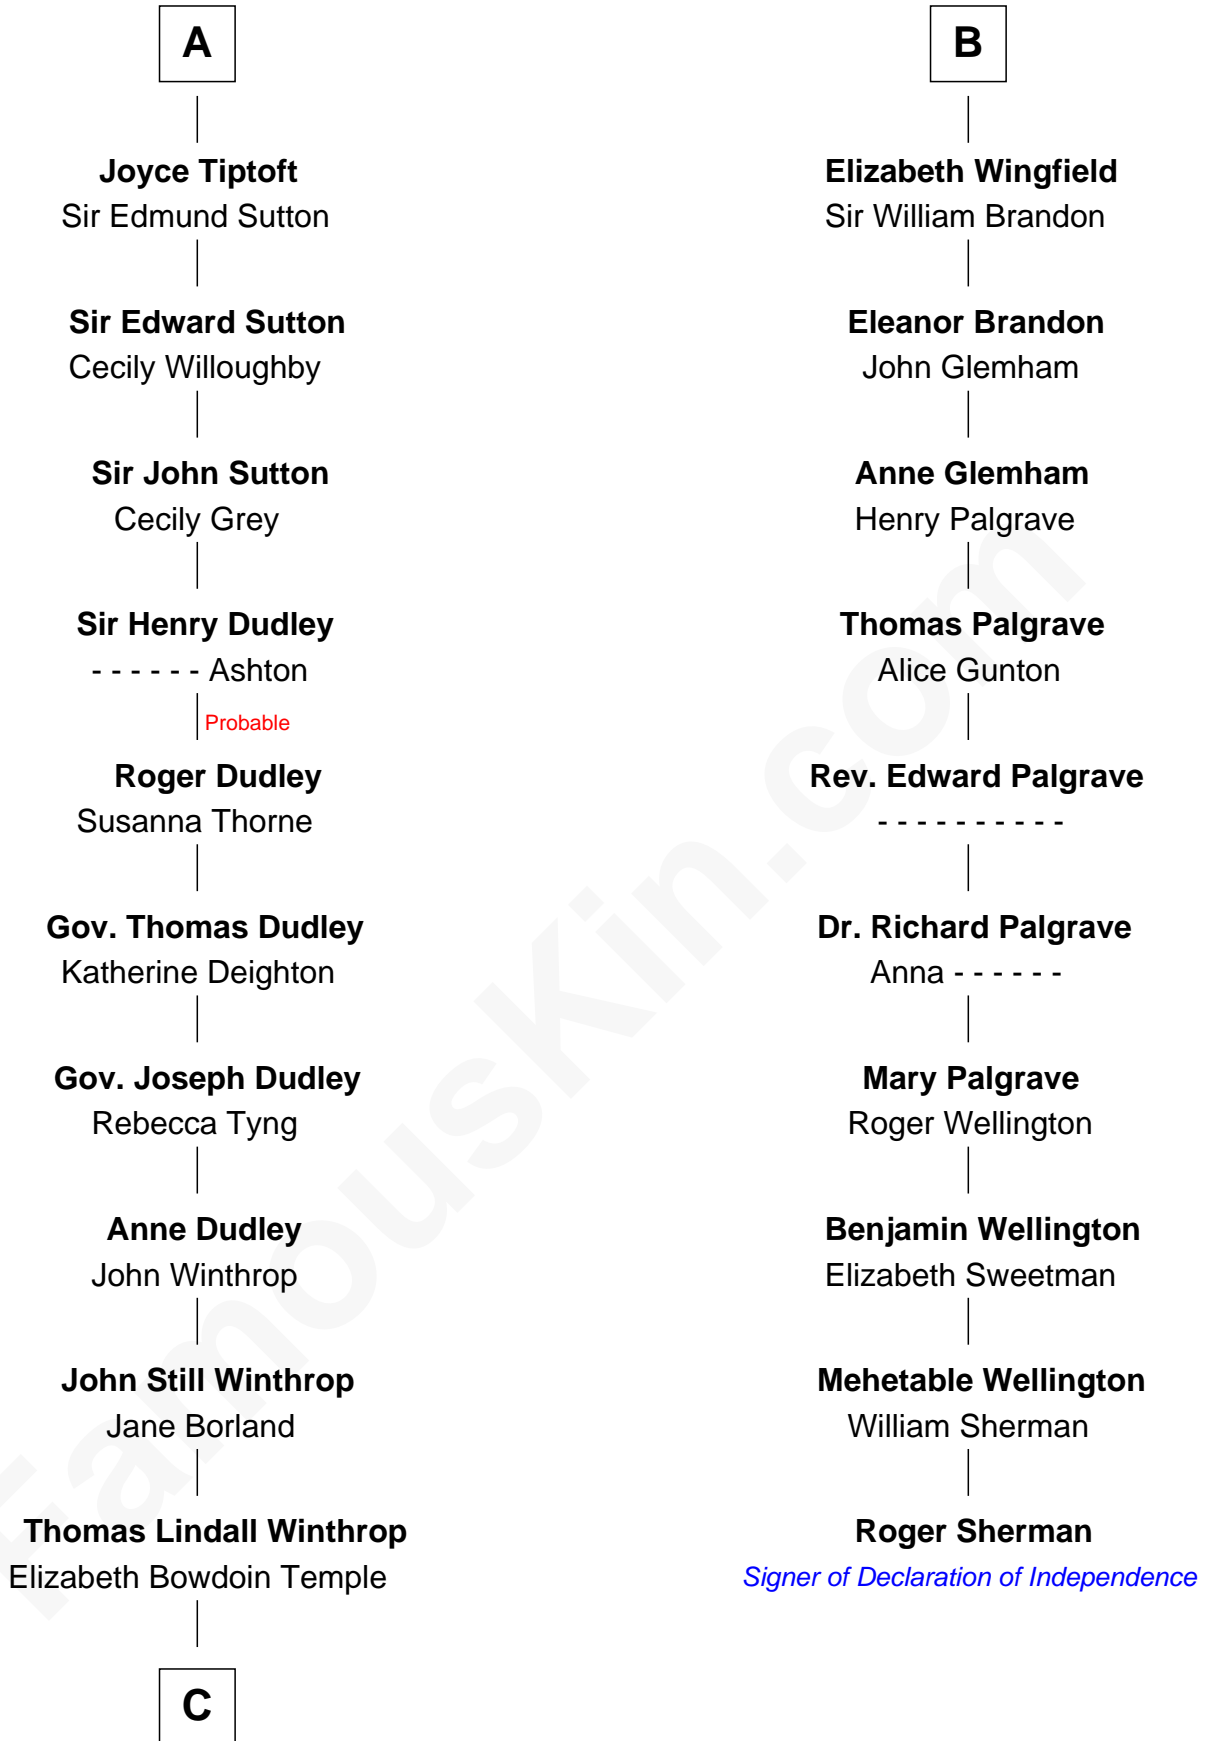 A
Joyce Tiptoft
Sir Edmund Sutton
Sir Edward Sutton
Cecily Willoughby
Sir John Sutton
Cecily Grey
Sir Henry Dudley
- - - - - - Ashton
Probable
Roger Dudley
Susanna Thorne
Gov. Thomas Dudley
Katherine Deighton
Gov. Joseph Dudley
Rebecca Tyng
Anne Dudley
John Winthrop
John Still Winthrop
Jane Borland
Thomas Lindall Winthrop
Elizabeth Bowdoin Temple
C
B
Elizabeth Wingfield
Sir William Brandon
Eleanor Brandon
John Glemham
Anne Glemham
Henry Palgrave
Thomas Palgrave
Alice Gunton
Rev. Edward Palgrave
- - - - - - - - - -
Dr. Richard Palgrave
Anna - - - - - -
Mary Palgrave
Roger Wellington
Benjamin Wellington
Elizabeth Sweetman
Mehetable Wellington
William Sherman
Roger Sherman
Signer of Declaration of Independence
FamousKin.com